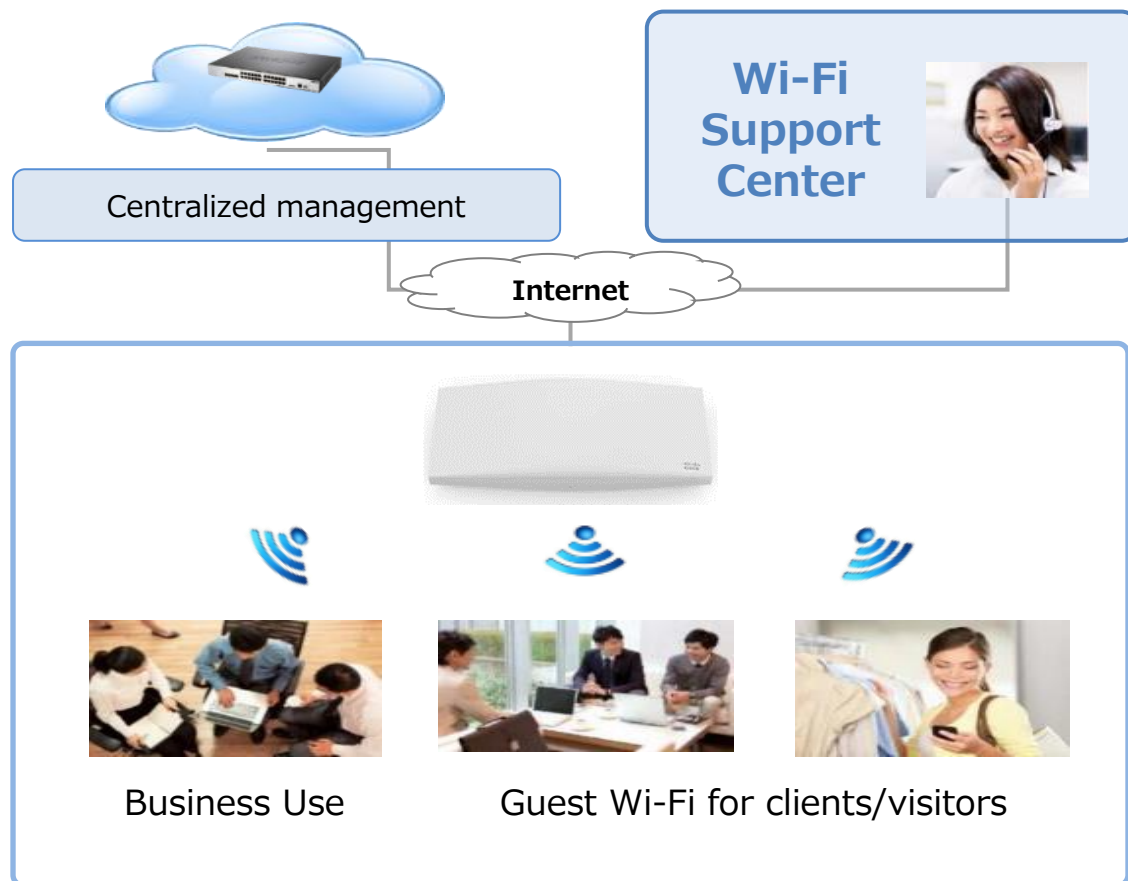 Wi-Fi
Support
Center
Centralized management
Internet
Business Use
Guest Wi-Fi for clients/visitors